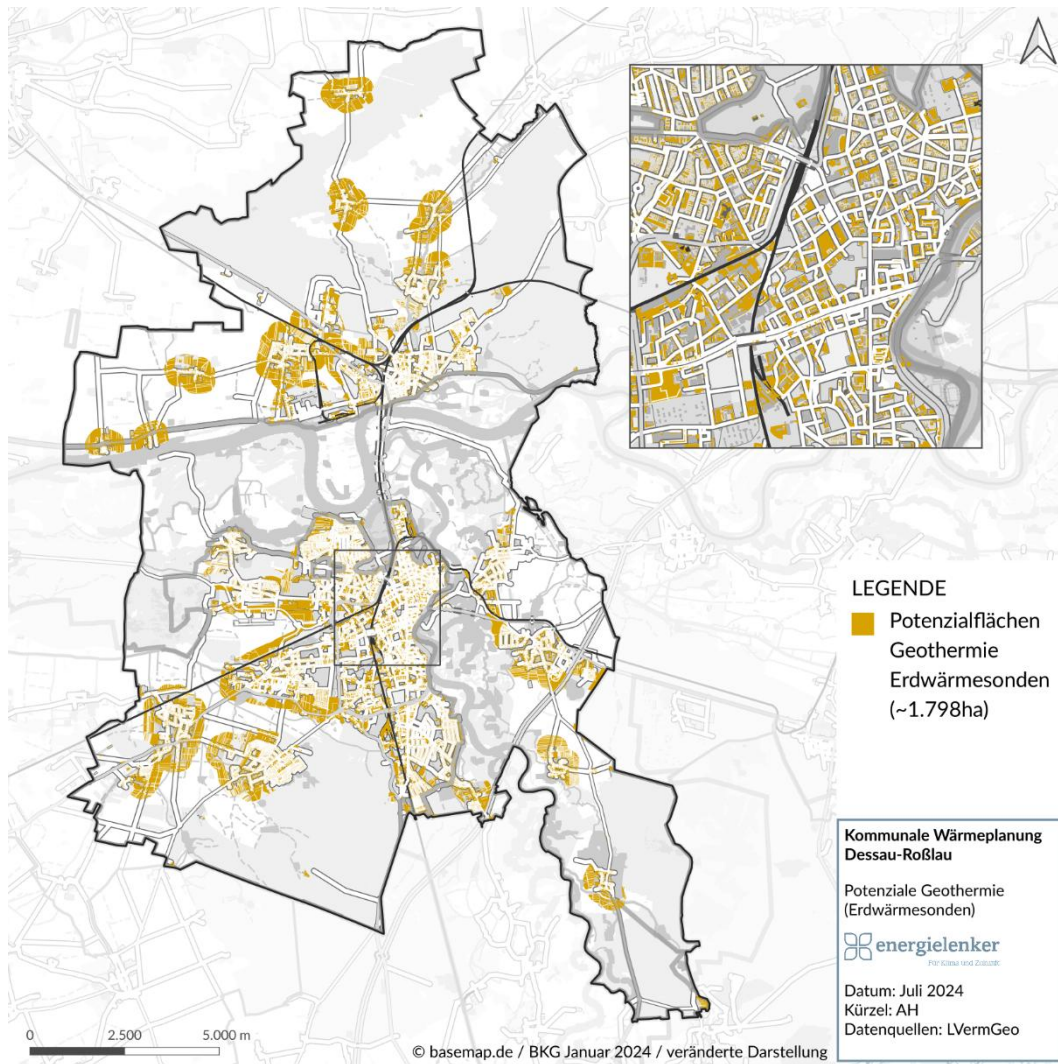 LEGENDE
Potenzialflächen
Geothermie
Erdwärmesonden
(~1.798ha)
Kommunale Wärmeplanung
Dessau-Roßlau
Potenziale Geothermie
(Erdwärmesonden)
energielenker
Für Klima und Zukunft
Datum: Juli 2024
Kürzel: AH
Datenquellen: LVermGeo
0 2.500 5.000 m
© basemap.de / BKG Januar 2024 / veränderte Darstellung